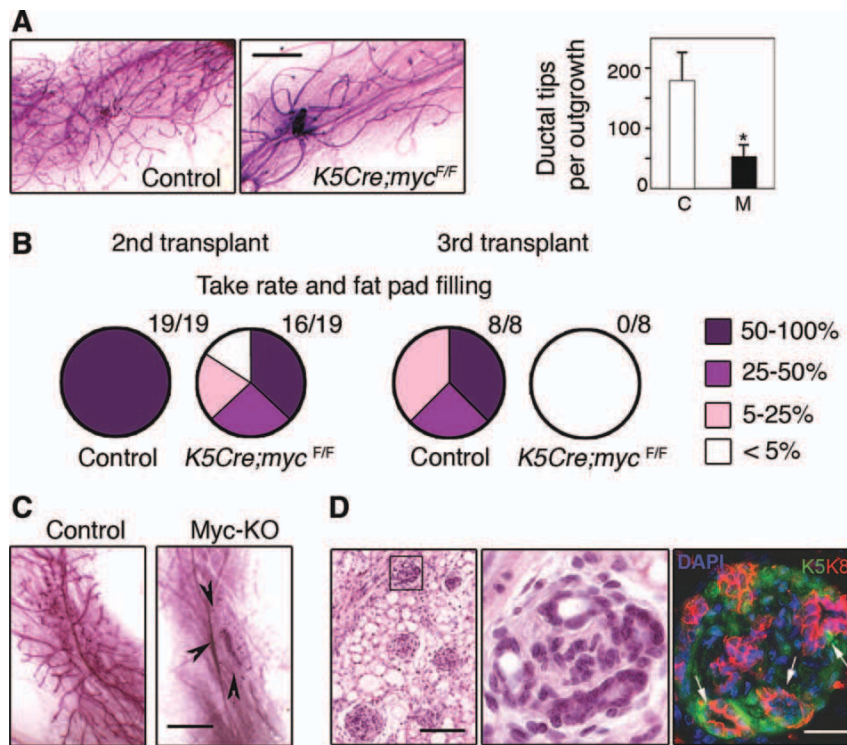 A
Control
K5Cre;myc F/F
Ductal tips
per outgrowth
200
100
0
*
C M
B
2nd transplant 3rd transplant
Take rate and fat pad filling
19/19 16/19 8/8 0/8
Control K5Cre;myc F/F Control K5Cre;myc F/F
50-100%
25-50%
5-25%
< 5%
C
Control Myc-KO
D
DAPI K5K8